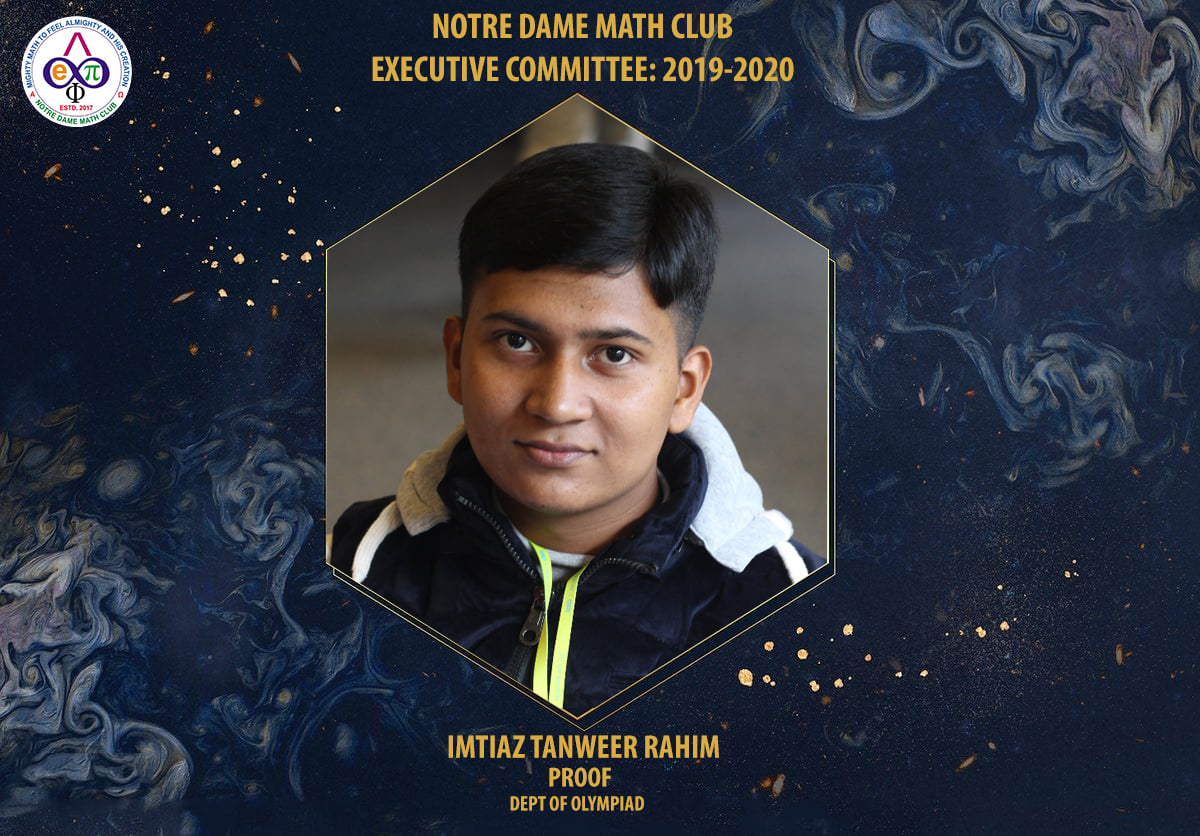 NOTRE DAME MATH CLUB
EXECUTIVE COMMITTEE: 2019-2020
MIGHTY MATH TO FEEL ALMIGHTY AND HIS CREATION
Λ
e π
Φ
Α Ω
ESTD. 2017
NOTRE DAME MATH CLUB
IMTIAZ TANWEER RAHIM
PROOF
DEPT OF OLYMPIAD